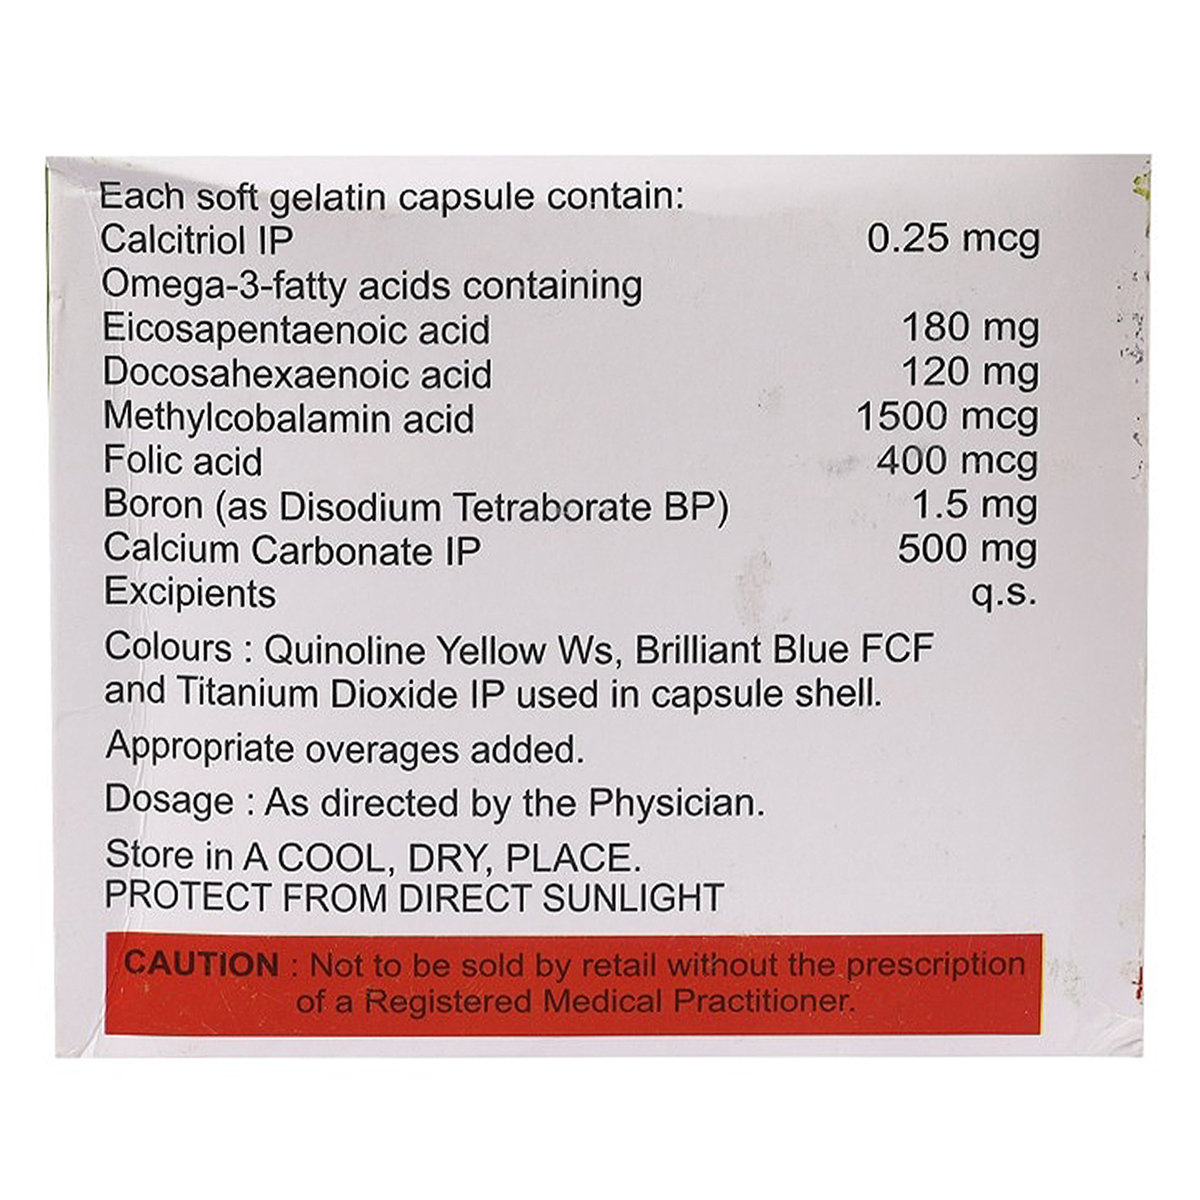 Each soft gelatin capsule contain:
Calcitriol IP 0.25 mcg
Omega-3-fatty acids containing
Eicosapentaenoic acid 180 mg
Docosahexaenoic acid 120 mg
Methylcobalamin acid 1500 mcg
Folic acid 400 mcg
Boron (as Disodium Tetraborate BP) 1.5 mg
Calcium Carbonate IP 500 mg
Excipients q.s.
Colours : Quinoline Yellow Ws, Brilliant Blue FCF
and Titanium Dioxide IP used in capsule shell.
Appropriate overages added.
Dosage : As directed by the Physician.
Store in A COOL, DRY, PLACE.
PROTECT FROM DIRECT SUNLIGHT
CAUTION : Not to be sold by retail without the prescription
of a Registered Medical Practitioner.